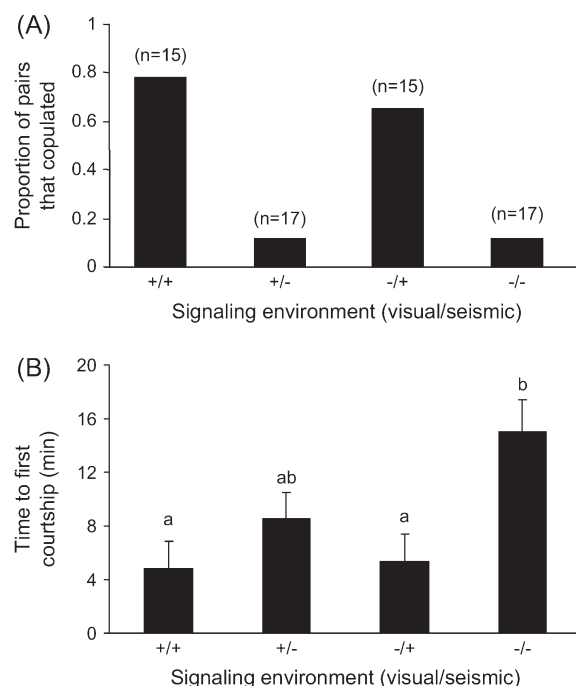 (A)
Proportion of pairs
that copulated
1
0.8
0.6
0.4
0.2
0
(n=15)
(n=17)
(n=15)
(n=17)
+/+ +/- -/+ -/-
Signaling environment (visual/seismic)
(B)
Time to first
courtship (min)
20
16
12
8
4
0
a
ab
a
b
+/+ +/- -/+ -/-
Signaling environment (visual/seismic)